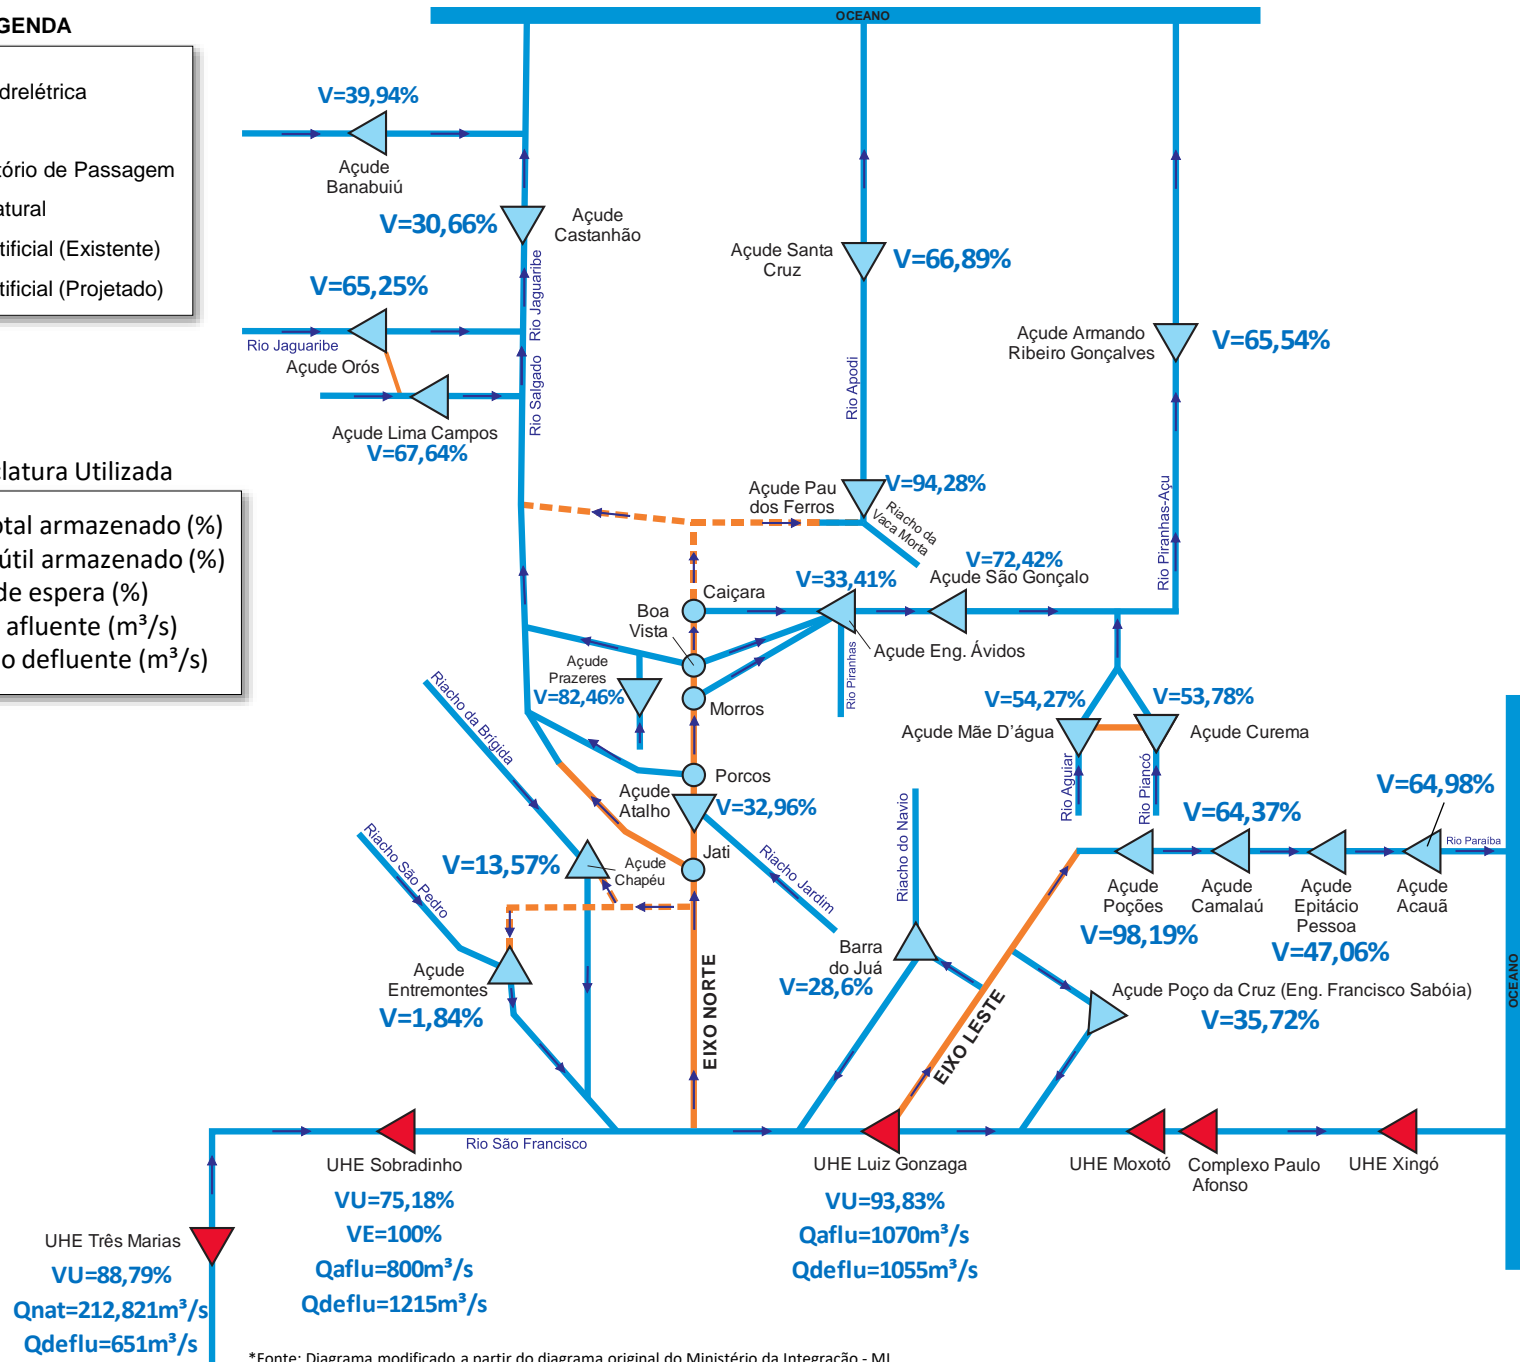 OCEANO
GENDA
drelétrica
tório de Passagem
atural
tificial (Existente)
tificial (Projetado)
V=39,94%
Açude
Banabuiú
V=30,66%
Açude
Castanhão
Rio Jaguaribe
V=65,25%
Rio Jaguaribe
Açude Orós
Rio Salgado
Açude Lima Campos
V=67,64%
Açude Santa
Cruz
V=66,89%
Rio Apodi
Açude Armando
Ribeiro Gonçalves
V=65,54%
Rio Piranhas-Açu
clatura Utilizada
otal armazenado (%)
útil armazenado (%)
de espera (%)
afluente (m³/s)
o defluente (m³/s)
Açude Pau
dos Ferros
V=94,28%
Riacho da
Vaca Morta
V=72,42%
Açude São Gonçalo
V=33,41%
Caiçara
Boa
Vista
Açude Eng. Ávidos
Rio Piranhas
Açude
Prazeres
V=82,46%
Morros
Riacho da Brígida
Porcos
Açude
Atalho
V=32,96%
Jati
Riacho Jardim
V=54,27%
V=53,78%
Açude Mãe D'água
Açude Curema
Rio Aguiar
Rio Piancó
V=64,98%
V=64,37%
Rio Paraíba
Açude
Poções
V=98,19%
Açude
Camalaú
Açude
Epitácio
Pessoa
V=47,06%
Açude
Acauã
Riacho São Pedro
V=13,57%
Açude
Chapéu
Riacho do Navio
Açude
Entremontes
V=1,84%
EIXO NORTE
Barra
do Juá
V=28,6%
EIXO LESTE
Açude Poço da Cruz (Eng. Francisco Sabóia)
V=35,72%
OCEANO
Rio São Francisco
UHE Sobradinho
VU=75,18%
VE=100%
Qaflu=800m³/s
Qdeflu=1215m³/s
UHE Luiz Gonzaga
VU=93,83%
Qaflu=1070m³/s
Qdeflu=1055m³/s
UHE Moxotó
Complexo Paulo
Afonso
UHE Xingó
UHE Três Marias
VU=88,79%
Qnat=212,821m³/s
Qdeflu=651m³/s
*Fonte: Diagrama modificado a partir do diagrama original do Ministério da Integração - MI